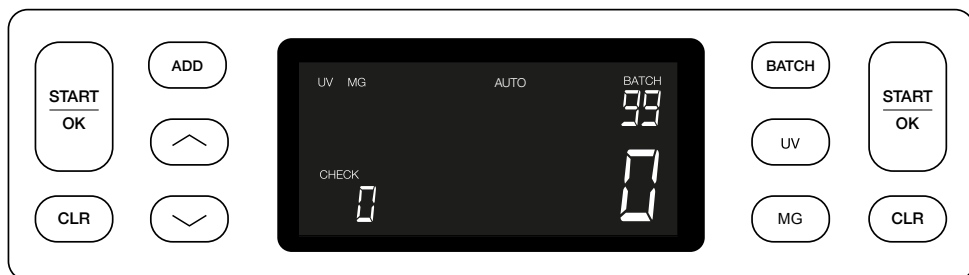 START
OK
CLR
ADD
UV MG AUTO BATCH
99
CHECK
0
0
BATCH
UV
MG
START
OK
CLR